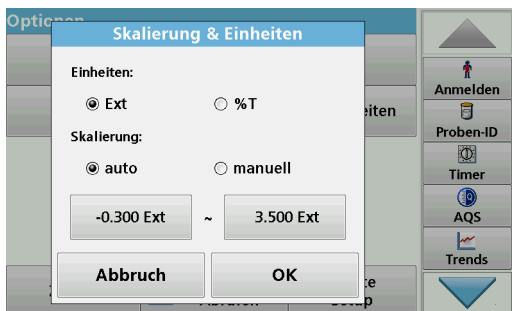 Optionen
Skalierung & Einheiten
Einheiten:
Ext
%T
Skalierung:
auto
manuell
-0.300 Ext ~ 3.500 Ext
Abbruch
OK
Anmelden
Proben-ID
Timer
AQS
Trends